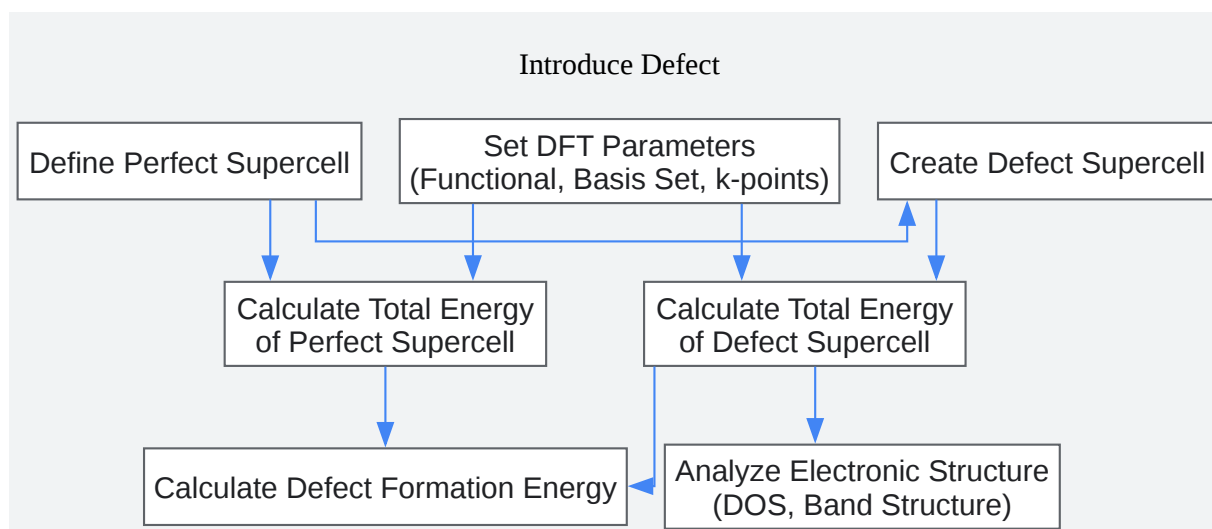 Introduce Defect
Define Perfect Supercell
Set DFT Parameters
(Functional, Basis Set, k-points)
Create Defect Supercell
Calculate Total Energy
of Perfect Supercell
Calculate Total Energy
of Defect Supercell
Calculate Defect Formation Energy
Analyze Electronic Structure
(DOS, Band Structure)